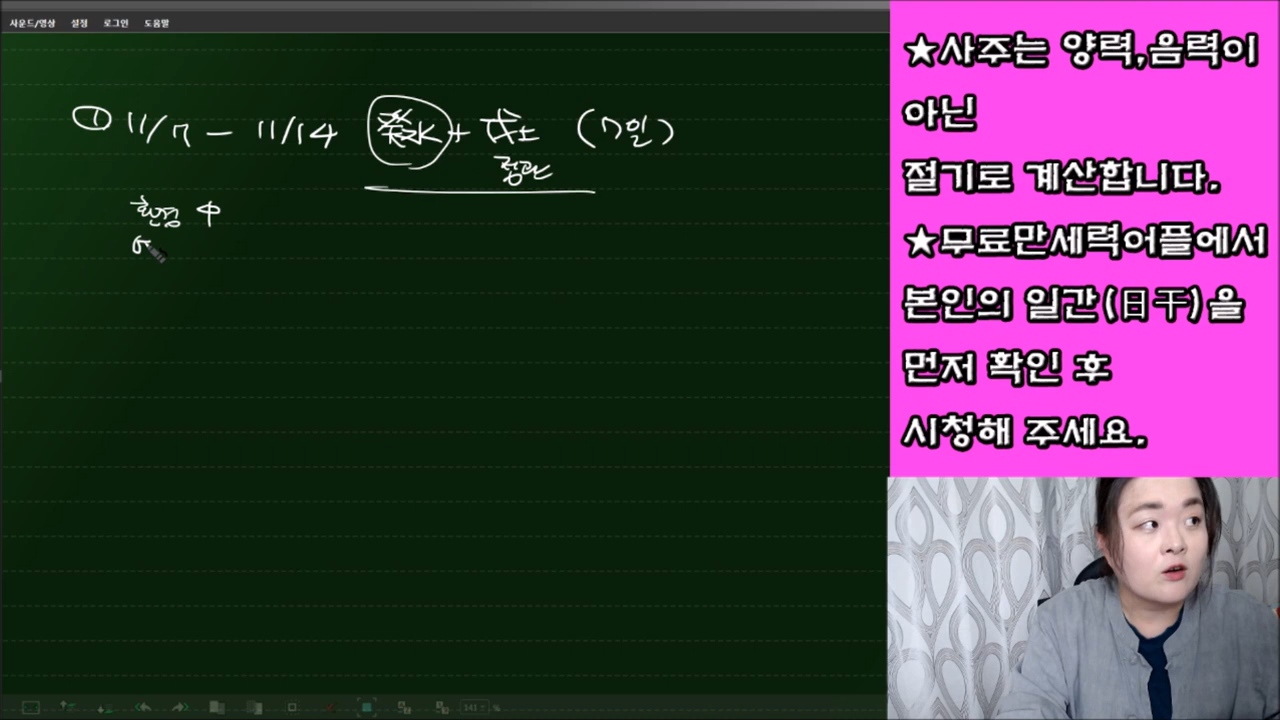 사운드/영상 설정 로그인 도움말
① 11/7 - 11/14 癸水 + 戊土 (7일)
정관
환경 中
★사주는 양력,음력이
아닌
절기로 계산합니다.
★무료만세력어플에서
본인의 일간(日干)을
먼저 확인 후
시청해 주세요.
141 %